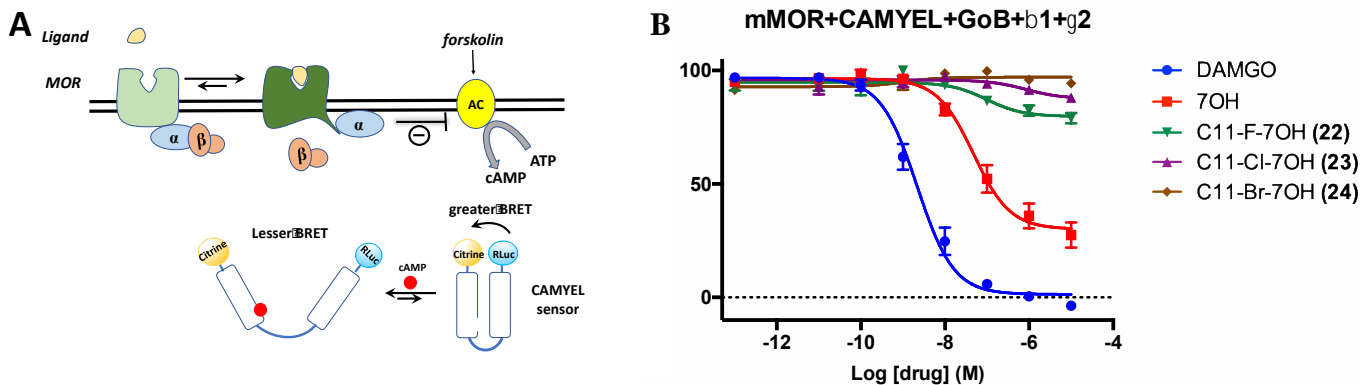 A
Ligand
MOR
forskolin
AC
α
β
α
β
ATP
cAMP
Lesser BRET
greater BRET
Citrine
RLuc
cAMP
Citrine
RLuc
CAMYEL
sensor
B
mMOR+CAMYEL+GoB+b1+g2
100
50
0
-12
-10
-8
-6
-4
Log [drug] (M)
DAMGO
7OH
C11-F-7OH (22)
C11-Cl-7OH (23)
C11-Br-7OH (24)